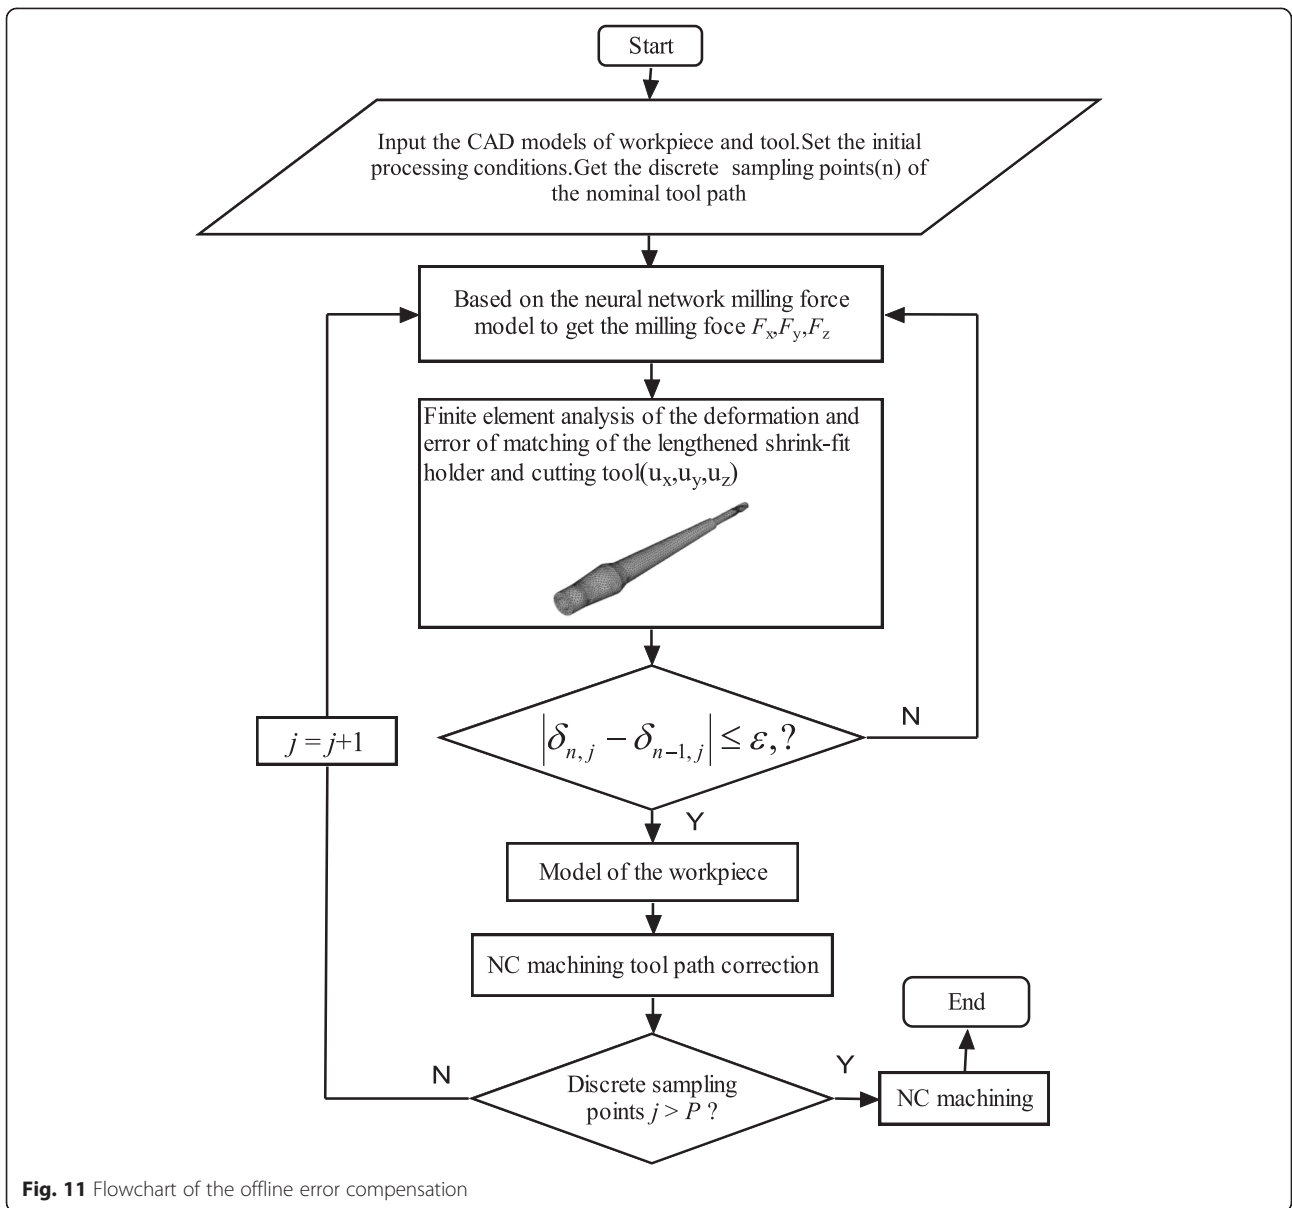 Start
Input the CAD models of workpiece and tool.Set the initial
processing conditions.Get the discrete sampling points(n) of
the nominal tool path
Based on the neural network milling force
model to get the milling foce Fx,Fy,Fz
Finite element analysis of the deformation and
error of matching of the lengthened shrink-fit
holder and cutting tool(ux,uy,uz)
|δn,j − δn−1,j| ≤ ε,?
N
j = j+1
Y
Model of the workpiece
NC machining tool path correction
End
N
Discrete sampling
points j > P ?
Y
NC machining
Fig. 11 Flowchart of the offline error compensation